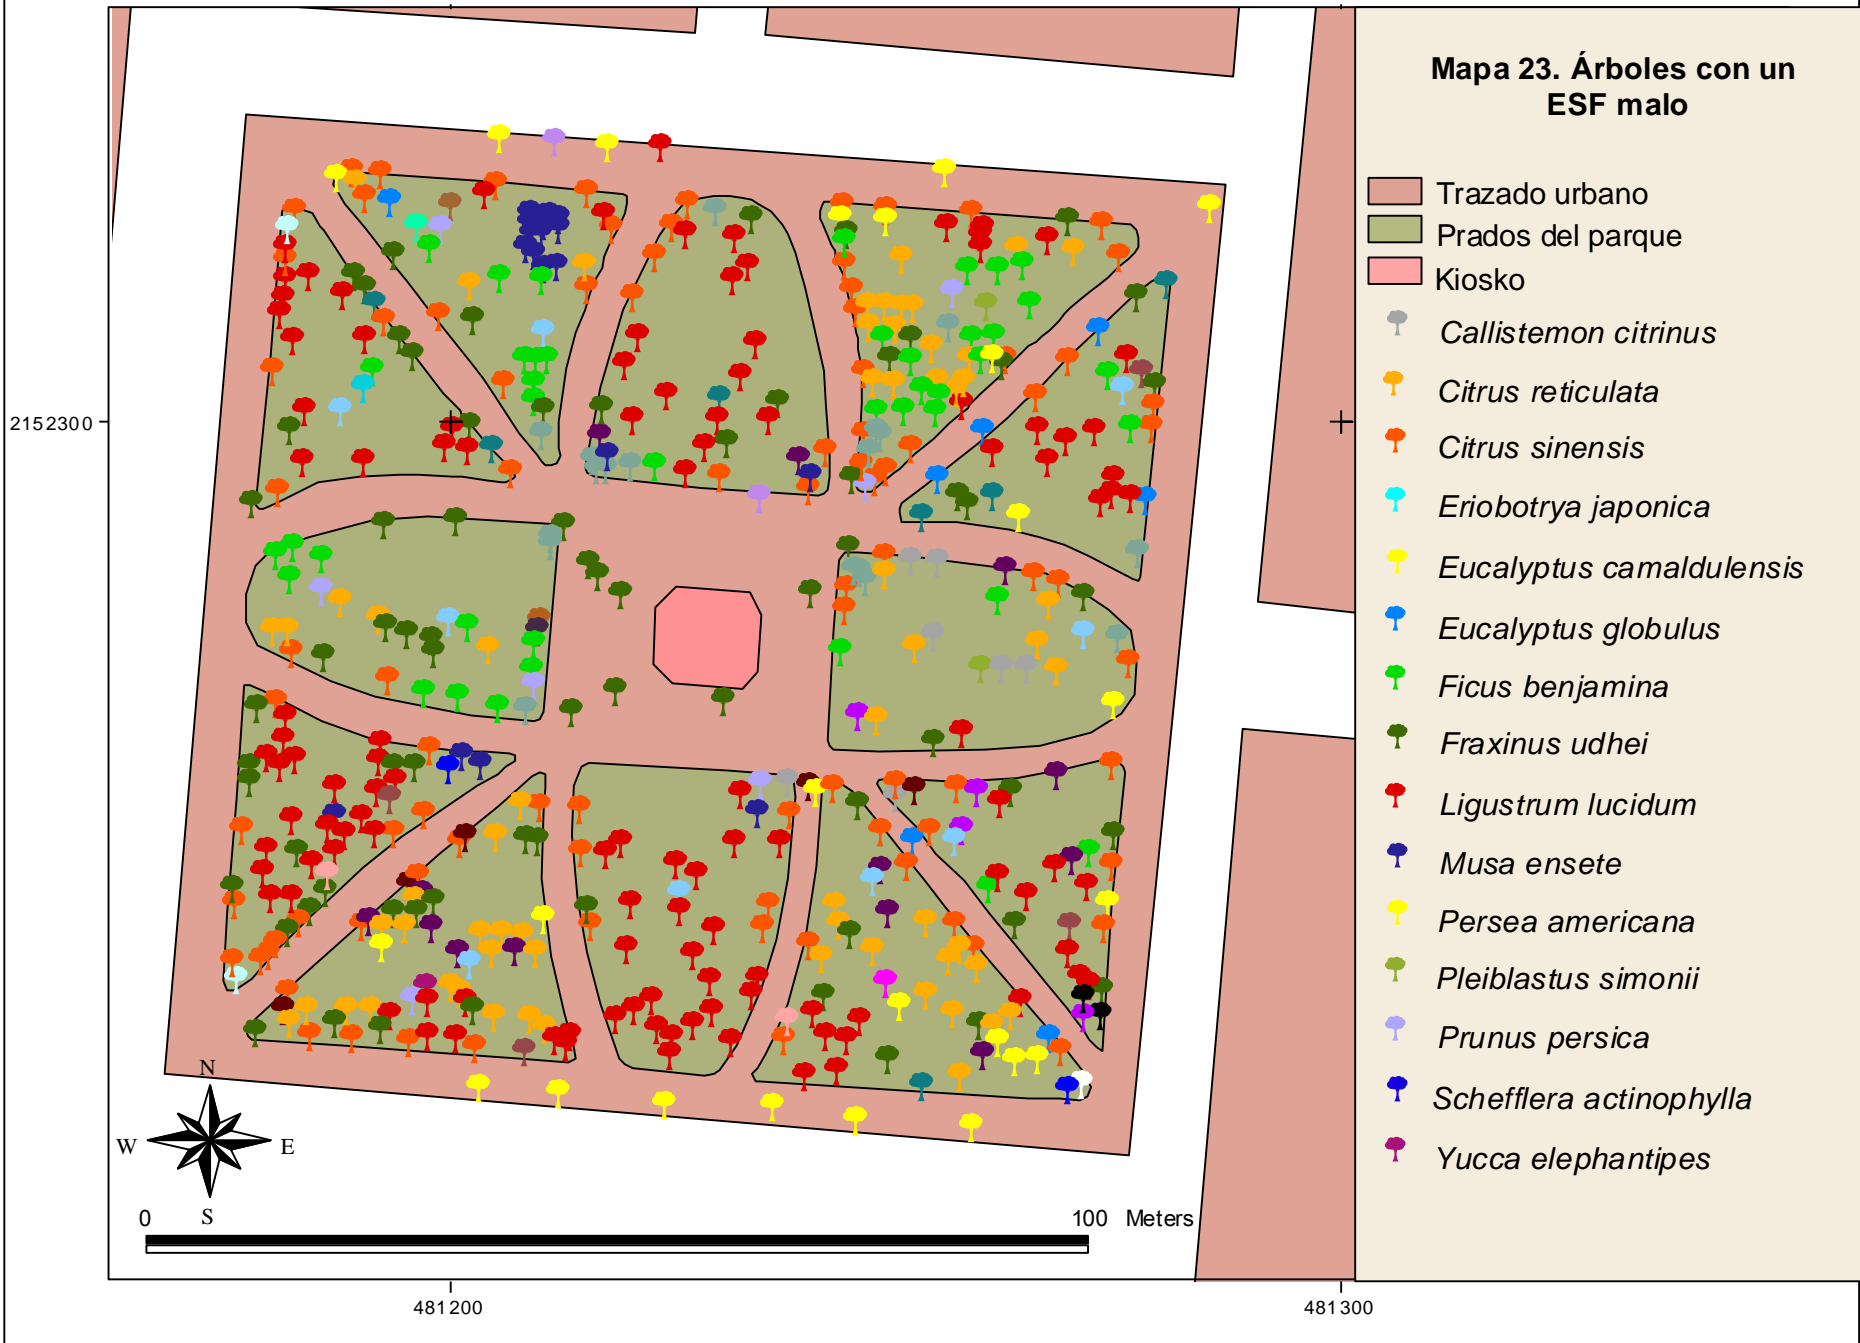 Mapa 23. Árboles con un
ESF malo
Trazado urbano
Prados del parque
Kiosko
Callistemon citrinus
Citrus reticulata
Citrus sinensis
Eriobotrya japonica
Eucalyptus camaldulensis
Eucalyptus globulus
Ficus benjamina
Fraxinus udhei
Ligustrum lucidum
Musa ensete
Persea americana
Pleiblastus simonii
Prunus persica
Schefflera actinophylla
Yucca elephantipes
2152300
N
W E
S
0 100 Meters
481200 481300